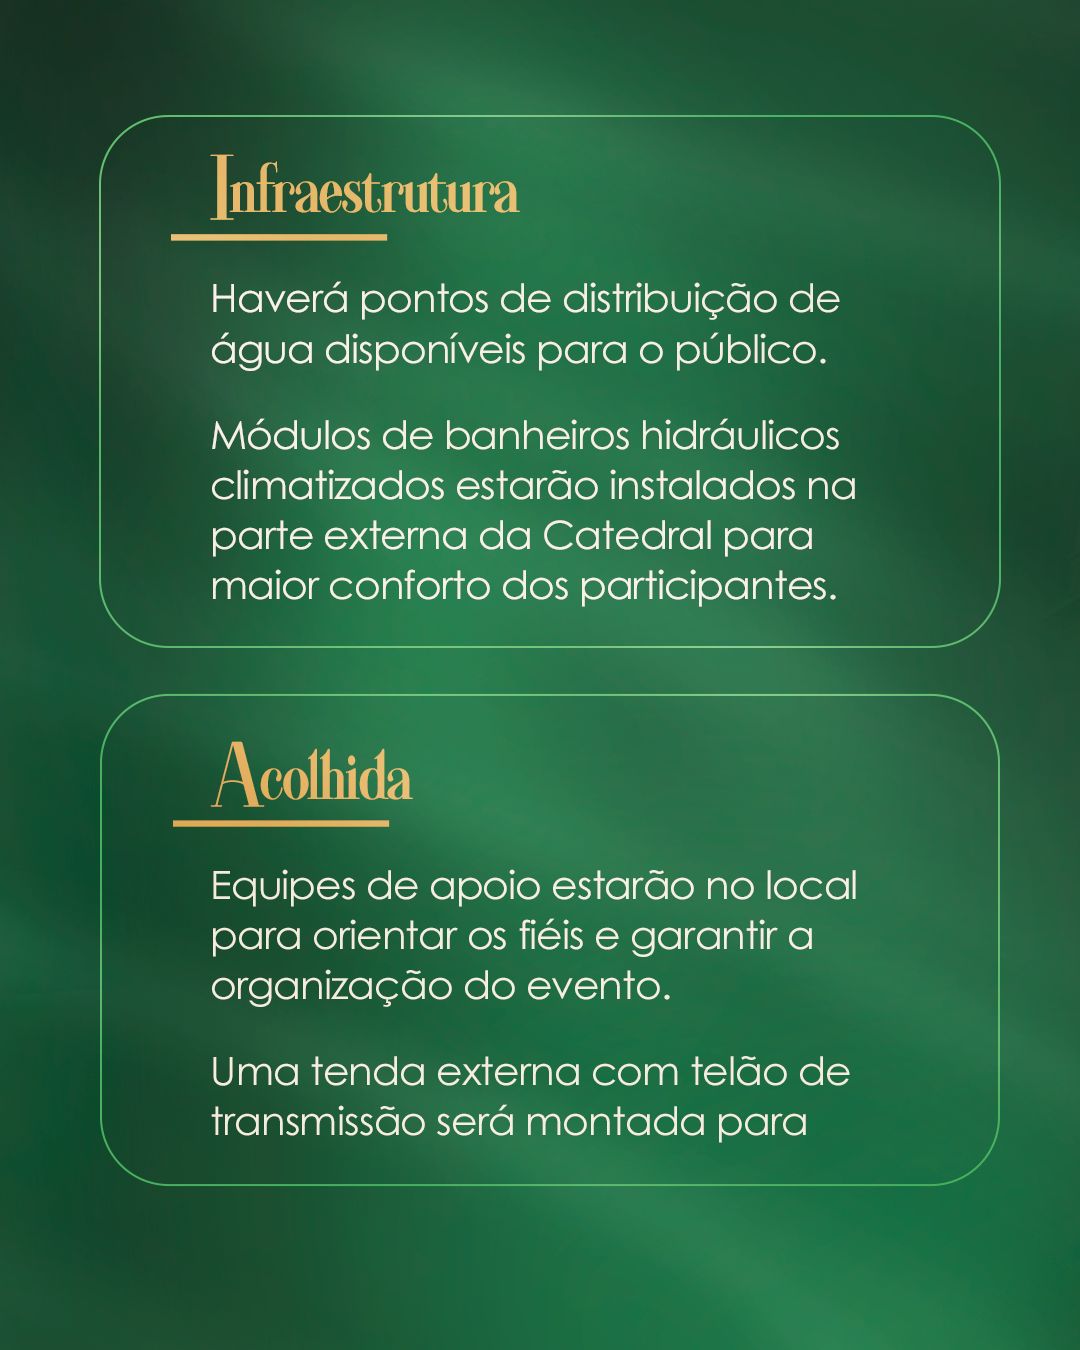 Infraestrutura
Haverá pontos de distribuição de
água disponíveis para o público.
Módulos de banheiros hidráulicos
climatizados estarão instalados na
parte externa da Catedral para
maior conforto dos participantes.
Acolhida
Equipes de apoio estarão no local
para orientar os fiéis e garantir a
organização do evento.
Uma tenda externa com telão de
transmissão será montada para